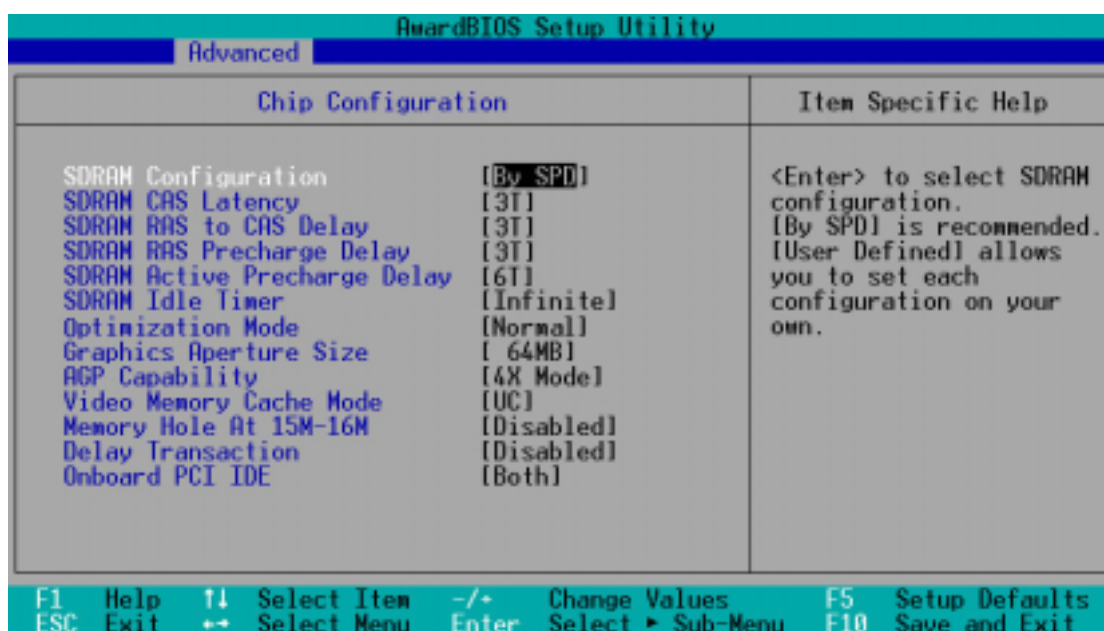 AwardBIOS Setup Utility
Advanced
Chip Configuration
SDRAM Configuration [By SPD]
SDRAM CAS Latency [3T]
SDRAM RAS to CAS Delay [3T]
SDRAM RAS Precharge Delay [3T]
SDRAM Active Precharge Delay [6T]
SDRAM Idle Timer [Infinite]
Optimization Mode [Normal]
Graphics Aperture Size [ 64MB]
AGP Capability [4X Mode]
Video Memory Cache Mode [UC]
Memory Hole At 15M-16M [Disabled]
Delay Transaction [Disabled]
Onboard PCI IDE [Both]
Item Specific Help
<Enter> to select SDRAM
configuration.
[By SPD] is recommended.
[User Defined] allows
you to set each
configuration on your
own.
F1 Help ↑↓ Select Item -/+ Change Values F5 Setup Defaults
ESC Exit ←→ Select Menu Enter Select ► Sub-Menu F10 Save and Exit